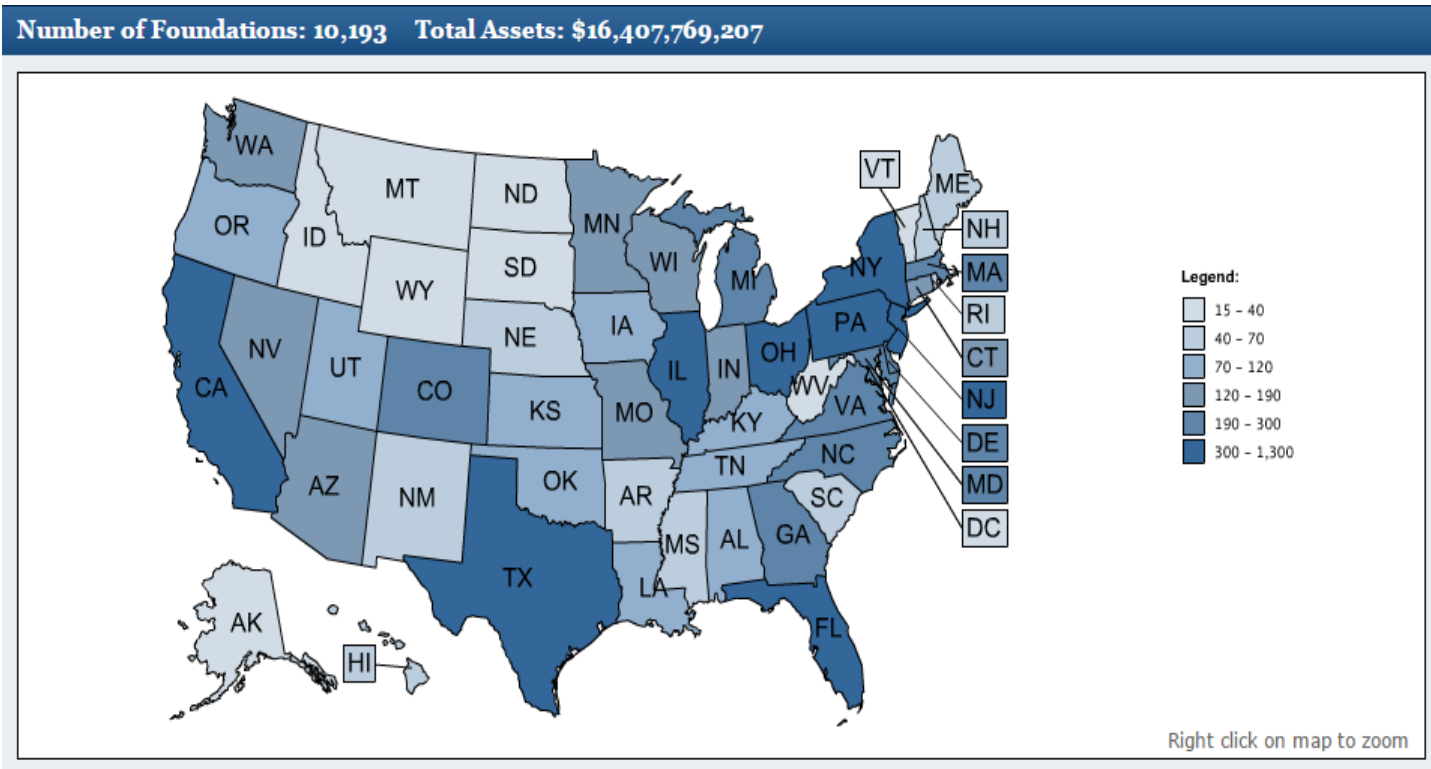 Number of Foundations: 10,193 Total Assets: $16,407,769,207
WA
VT
ME
MT
ND
OR
MN
NH
ID
WI
NY
SD
MI
MA
WY
RI
PA
IA
NE
NV
OH
CT
IL
IN
UT
CA
CO
WV
NJ
VA
KS
MO
KY
DE
NC
TN
OK
AZ
MD
NM
AR
SC
DC
MS
AL
GA
TX
LA
AK
FL
HI
Legend:
15 – 40
40 – 70
70 – 120
120 – 190
190 – 300
300 – 1,300
Right click on map to zoom